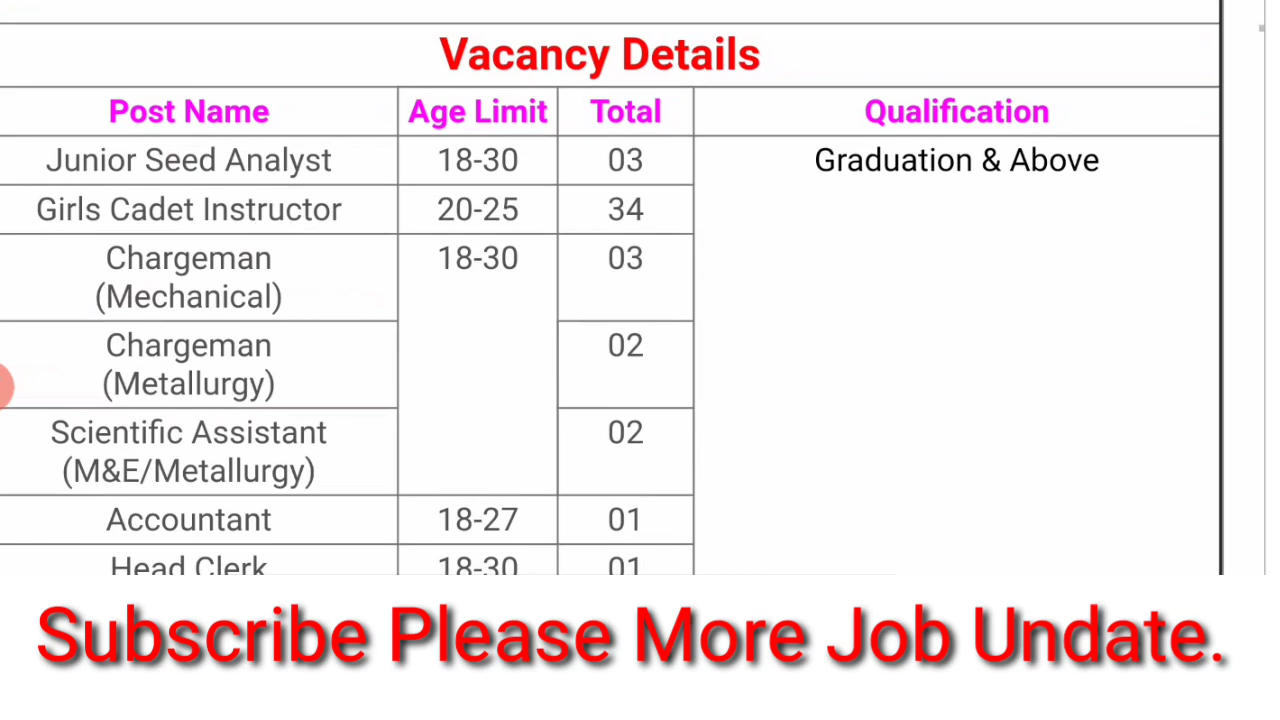 Vacancy Details
Post Name Age Limit Total Qualification
Junior Seed Analyst 18-30 03 Graduation & Above
Girls Cadet Instructor 20-25 34
Chargeman 18-30 03
(Mechanical)
Chargeman 02
(Metallurgy)
Scientific Assistant 02
(M&E/Metallurgy)
Accountant 18-27 01
Head Clerk 18-30 01
Subscribe Please More Job Undate.